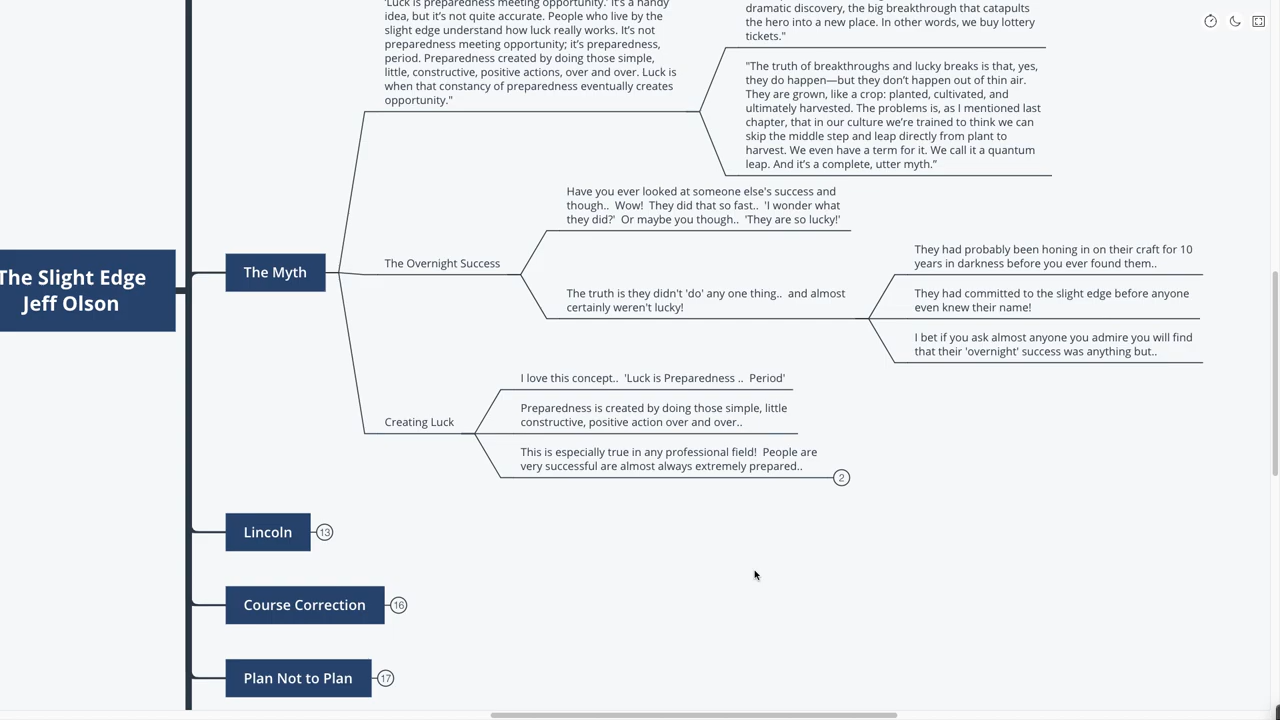 'Luck is preparedness meeting opportunity.' It's a handy
idea, but it's not quite accurate. People who live by the
slight edge understand how luck really works. It's not
preparedness meeting opportunity; it's preparedness,
period. Preparedness created by doing those simple,
little, constructive, positive actions, over and over. Luck is
when that constancy of preparedness eventually creates
opportunity."
dramatic discovery, the big breakthrough that catapults
the hero into a new place. In other words, we buy lottery
tickets."
"The truth of breakthroughs and lucky breaks is that, yes,
they do happen—but they don't happen out of thin air.
They are grown, like a crop: planted, cultivated, and
ultimately harvested. The problems is, as I mentioned last
chapter, that in our culture we're trained to think we can
skip the middle step and leap directly from plant to
harvest. We even have a term for it. We call it a quantum
leap. And it's a complete, utter myth."
The Slight Edge
Jeff Olson
The Myth
The Overnight Success
Have you ever looked at someone else's success and
though..  Wow!  They did that so fast..  'I wonder what
they did?'  Or maybe you though..  'They are so lucky!'
The truth is they didn't 'do' any one thing..  and almost
certainly weren't lucky!
They had probably been honing in on their craft for 10
years in darkness before you ever found them..
They had committed to the slight edge before anyone
even knew their name!
I bet if you ask almost anyone you admire you will find
that their 'overnight' success was anything but..
Creating Luck
I love this concept..  'Luck is Preparedness ..  Period'
Preparedness is created by doing those simple, little
constructive, positive action over and over..
This is especially true in any professional field!  People are
very successful are almost always extremely prepared..
2
Lincoln
13
Course Correction
16
Plan Not to Plan
17